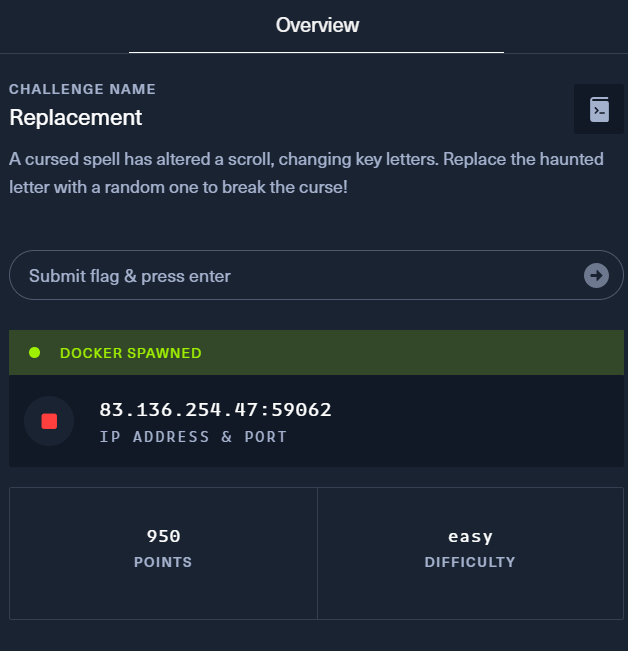 Overview
CHALLENGE NAME
Replacement
A cursed spell has altered a scroll, changing key letters. Replace the haunted
letter with a random one to break the curse!
Submit flag & press enter
DOCKER SPAWNED
83.136.254.47:59062
IP ADDRESS & PORT
950
POINTS
easy
DIFFICULTY